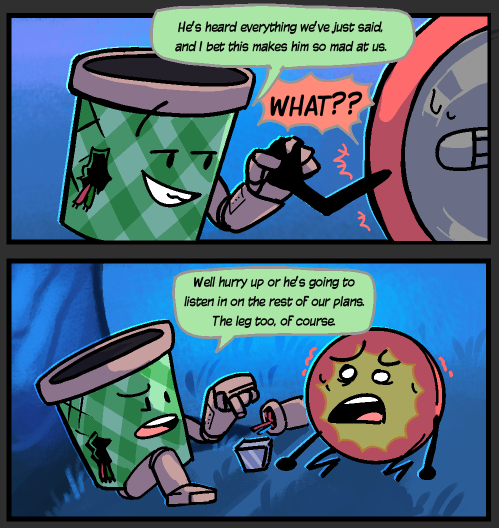 He's heard everything we've just said,
and I bet this makes him so mad at us.
WHAT??
Well hurry up or he's going to
listen in on the rest of our plans.
The leg too, of course.